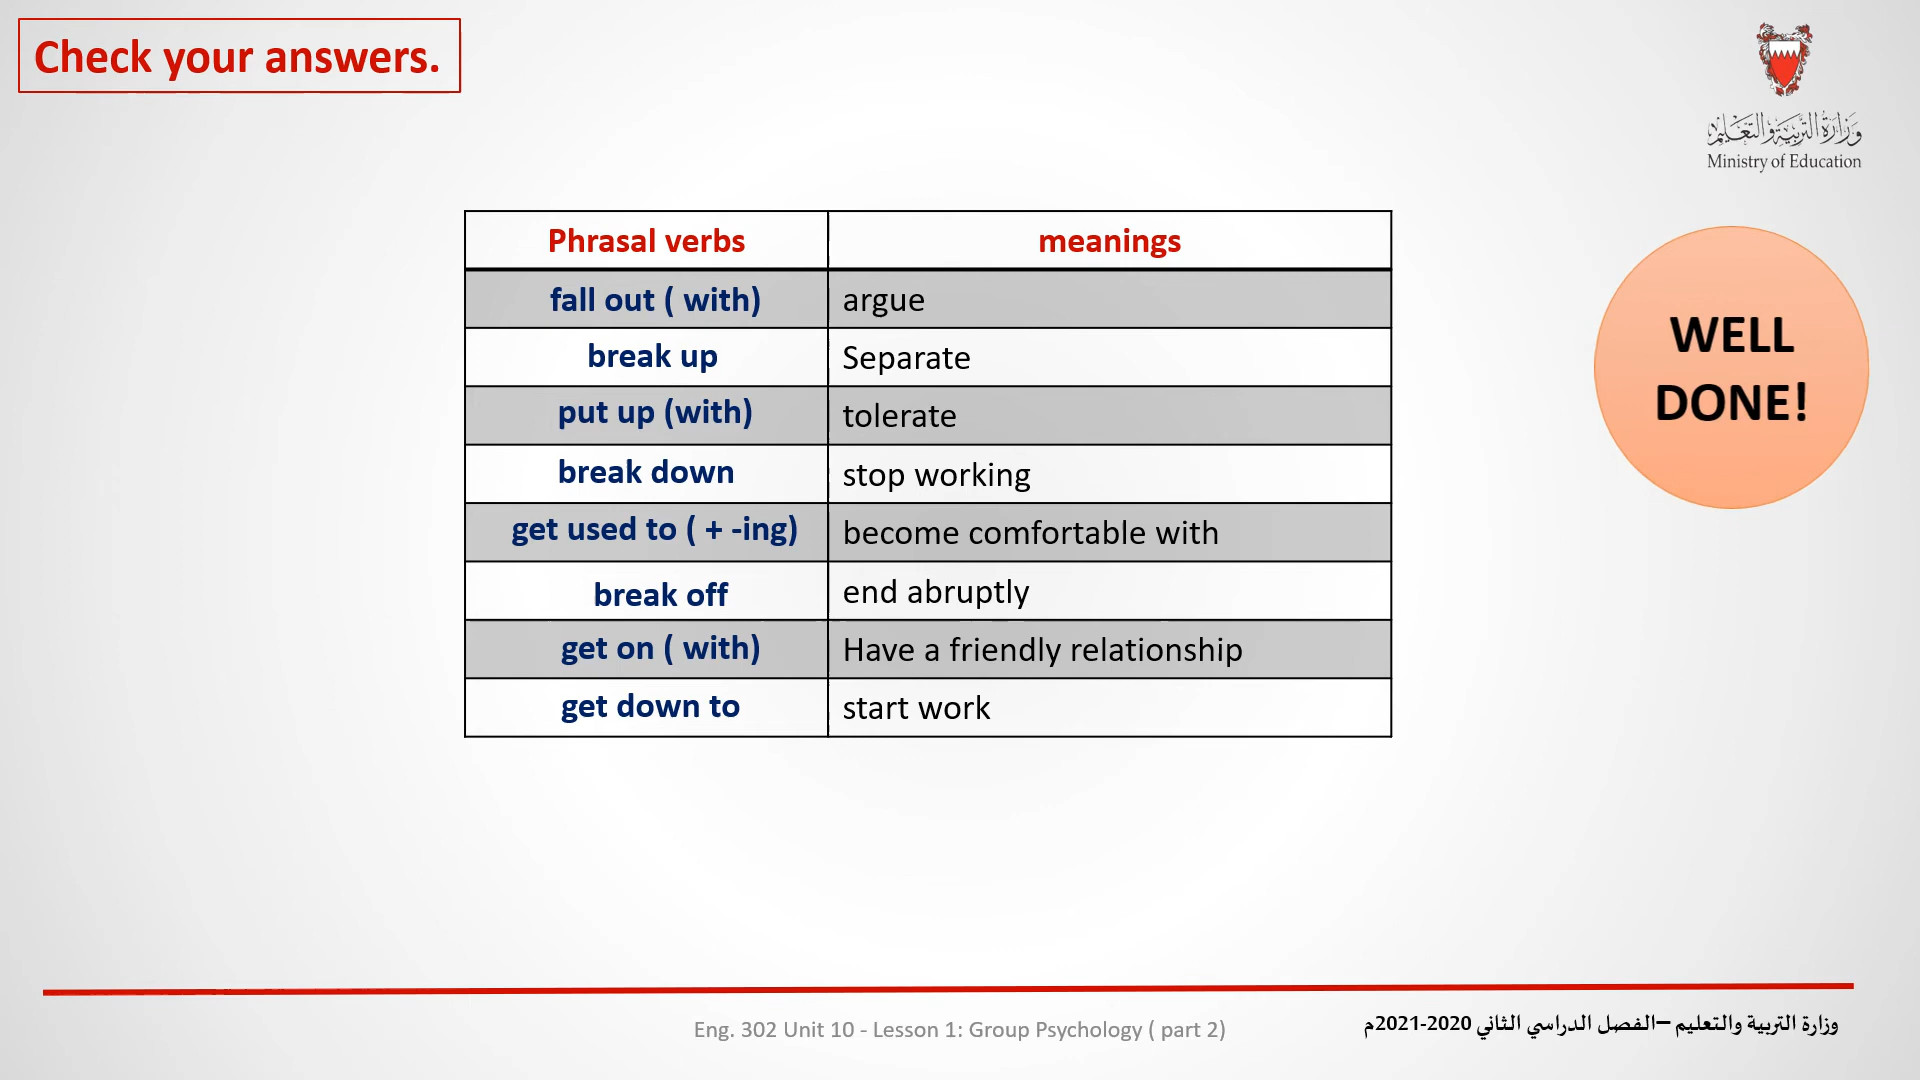 Check your answers.
وزارة التربية والتعليم
Ministry of Education
Phrasal verbs meanings
fall out ( with) argue
break up Separate
put up (with) tolerate
break down stop working
get used to ( + -ing) become comfortable with
break off end abruptly
get on ( with) Have a friendly relationship
get down to start work
WELL
DONE!
Eng. 302 Unit 10 - Lesson 1: Group Psychology ( part 2)
وزارة التربية والتعليم –الفصل الدراسي الثاني 2020-2021م